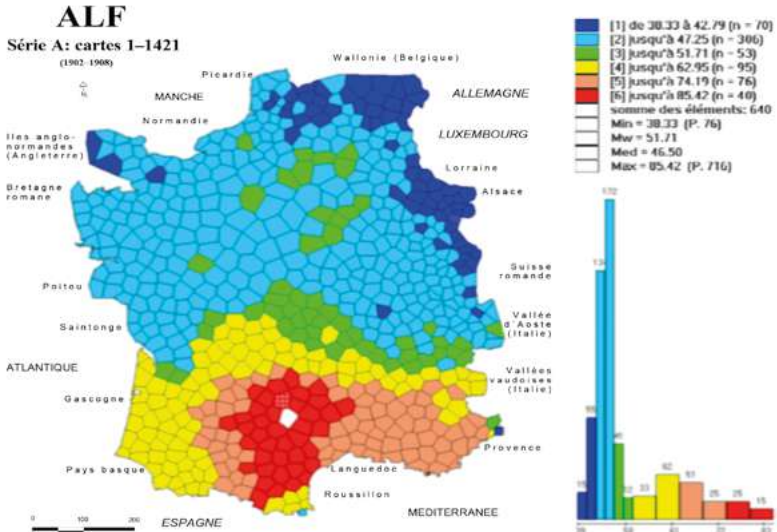 ALF
Série A: cartes 1–1421
(1902–1908)
Wallonie (Belgique)
Picardie
MANCHE
ALLEMAGNE
Normandie
LUXEMBOURG
Iles anglo-
normandes
(Angleterre)
Lorraine
Bretagne
romane
Alsace
Suisse
romande
Poitou
Vallée
d'Aoste
(Italie)
Saintonge
ATLANTIQUE
Vallées
vaudoises
(Italie)
Gascogne
Provence
Pays basque
Languedoc
Roussillon
MEDITERRANEE
ESPAGNE
0 100 200
[1] de 38.33 à 42.79 (n = 70)
[2] jusqu'à 47.25 (n = 306)
[3] jusqu'à 51.71 (n = 53)
[4] jusqu'à 62.95 (n = 95)
[5] jusqu'à 74.19 (n = 76)
[6] jusqu'à 85.42 (n = 40)
somme des éléments: 640
Min = 38.33 (P. 76)
Mw = 51.71
Med = 46.50
Max = 85.42 (P. 716)
172
55
15
33
62
51
25
25
15